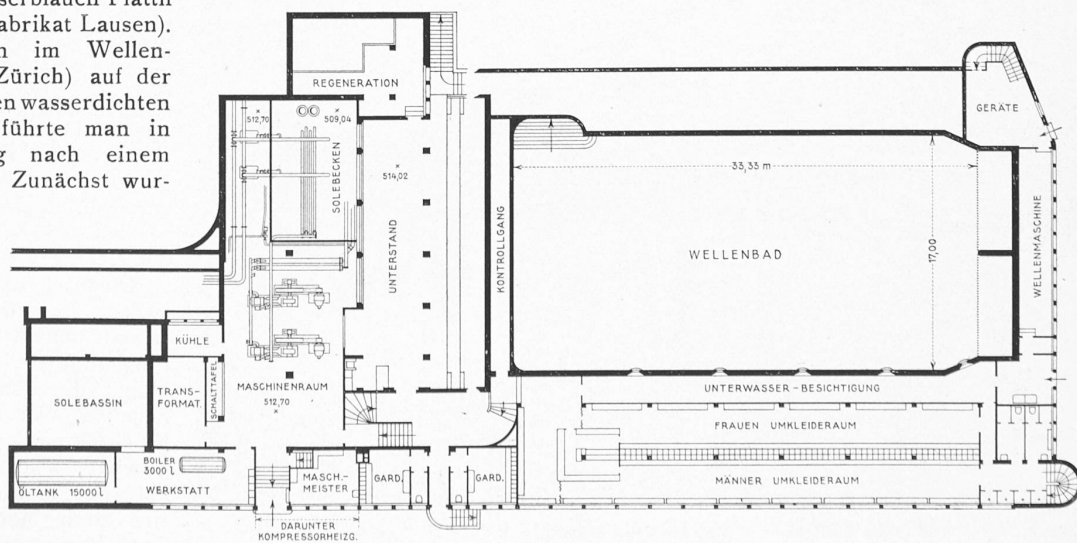 serblauen Plattn
abrikat Lausen).
n im Wellen-
Zürich) auf der
en wasserdichten
führte man in
g nach einem
Zunächst wur-
REGENERATION
GERÄTE
512,70
509,04
SOLEBECKEN
514,02
UNTERSTAND
KONTROLLGANG
33,33 m
WELLENBAD
17,00
WELLENMASCHINE
KÜHLE
SOLEBASSIN
TRANS-
FORMAT.
SCHALTTAFEL
MASCHINENRAUM
512,70
UNTERWASSER-BESICHTIGUNG
FRAUEN UMKLEIDERAUM
MÄNNER UMKLEIDERAUM
BOILER
3000 l
ÖLTANK 15000 l
WERKSTATT
MASCH.-
MEISTER
GARD.
GARD.
DARUNTER
KOMPRESSORHEIZG.